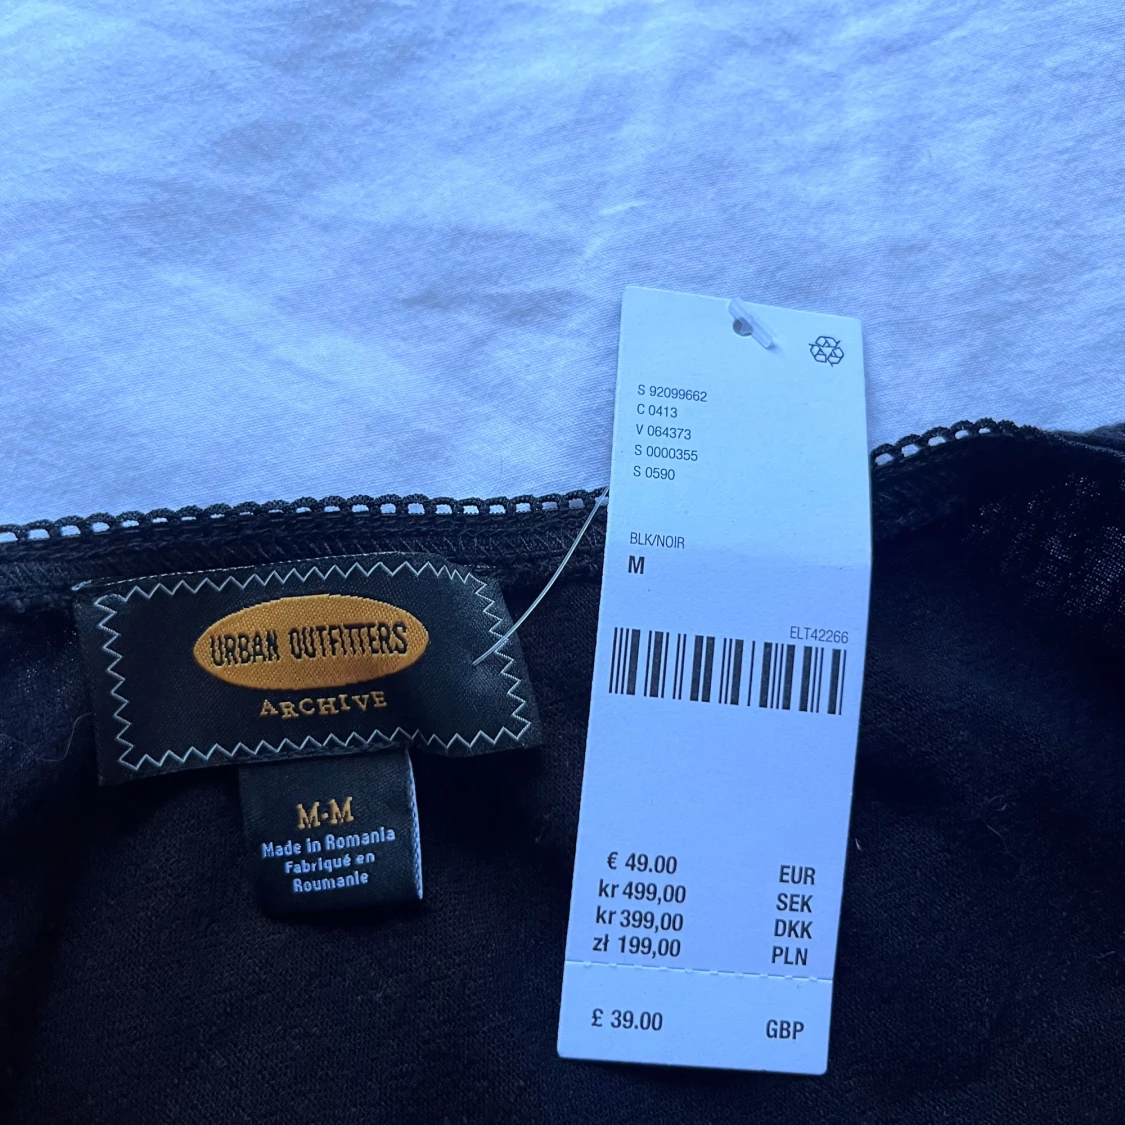 URBAN OUTFITTERS
ARCHIVE
M·M
Made in Romania
Fabriqué en
Roumanie
S 92099662
C 0413
V 064373
S 0000355
S 0590
BLK/NOIR
M
ELT42266
€ 49.00 EUR
kr 499,00 SEK
kr 399,00 DKK
zł 199,00 PLN
£ 39.00 GBP